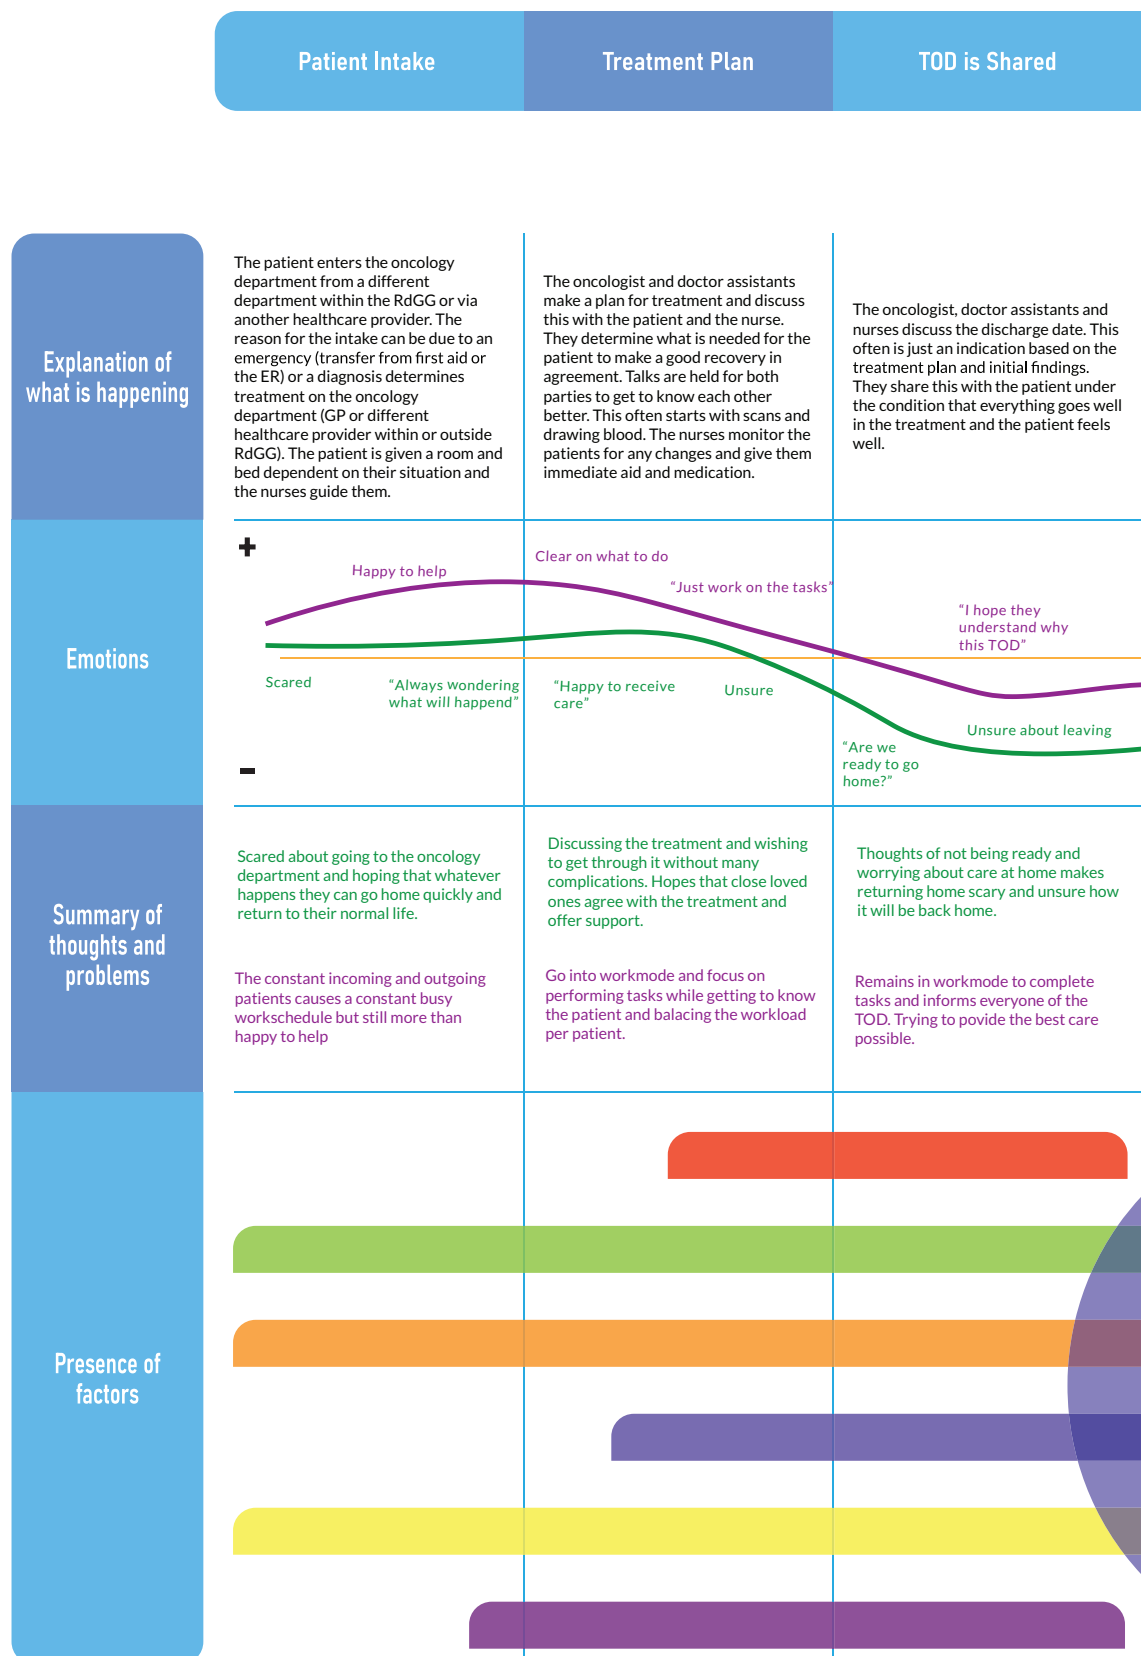 Patient Intake
Treatment Plan
TOD is Shared
Explanation of
what is happening
The patient enters the oncology
department from a different
department within the RdGG or via
another healthcare provider. The
reason for the intake can be due to an
emergency (transfer from first aid or
the ER) or a diagnosis determines
treatment on the oncology
department (GP or different
healthcare provider within or outside
RdGG). The patient is given a room and
bed dependent on their situation and
the nurses guide them.
The oncologist and doctor assistants
make a plan for treatment and discuss
this with the patient and the nurse.
They determine what is needed for the
patient to make a good recovery in
agreement. Talks are held for both
parties to get to know each other
better. This often starts with scans and
drawing blood. The nurses monitor the
patients for any changes and give them
immediate aid and medication.
The oncologist, doctor assistants and
nurses discuss the discharge date. This
often is just an indication based on the
treatment plan and initial findings.
They share this with the patient under
the condition that everything goes well
in the treatment and the patient feels
well.
Emotions
+
Happy to help
Clear on what to do
“Just work on the tasks”
“I hope they
understand why
this TOD”
Scared
“Always wondering
what will happend”
“Happy to receive
care”
Unsure
“Are we
ready to go
home?”
Unsure about leaving
-
Summary of
thoughts and
problems
Scared about going to the oncology
department and hoping that whatever
happens they can go home quickly and
return to their normal life.
Discussing the treatment and wishing
to get through it without many
complications. Hopes that close loved
ones agree with the treatment and
offer support.
Thoughts of not being ready and
worrying about care at home makes
returning home scary and unsure how
it will be back home.
The constant incoming and outgoing
patients causes a constant busy
workschedule but still more than
happy to help
Go into workmode and focus on
performing tasks while getting to know
the patient and balacing the workload
per patient.
Remains in workmode to complete
tasks and informs everyone of the
TOD. Trying to povide the best care
possible.
Presence of
factors